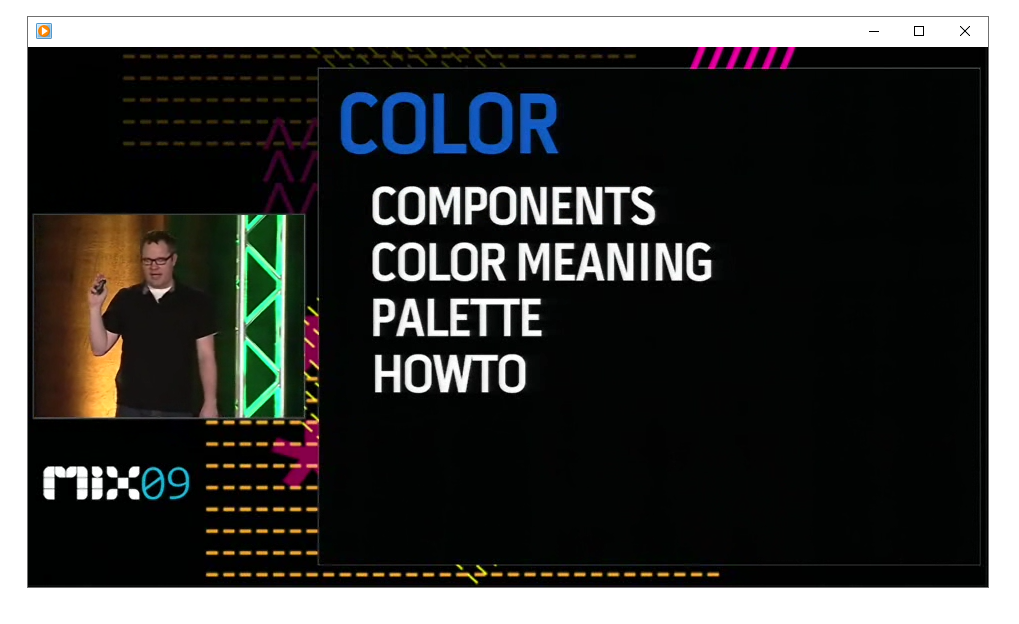 COLOR
COMPONENTS
COLOR MEANING
PALETTE
HOWTO
MIX09